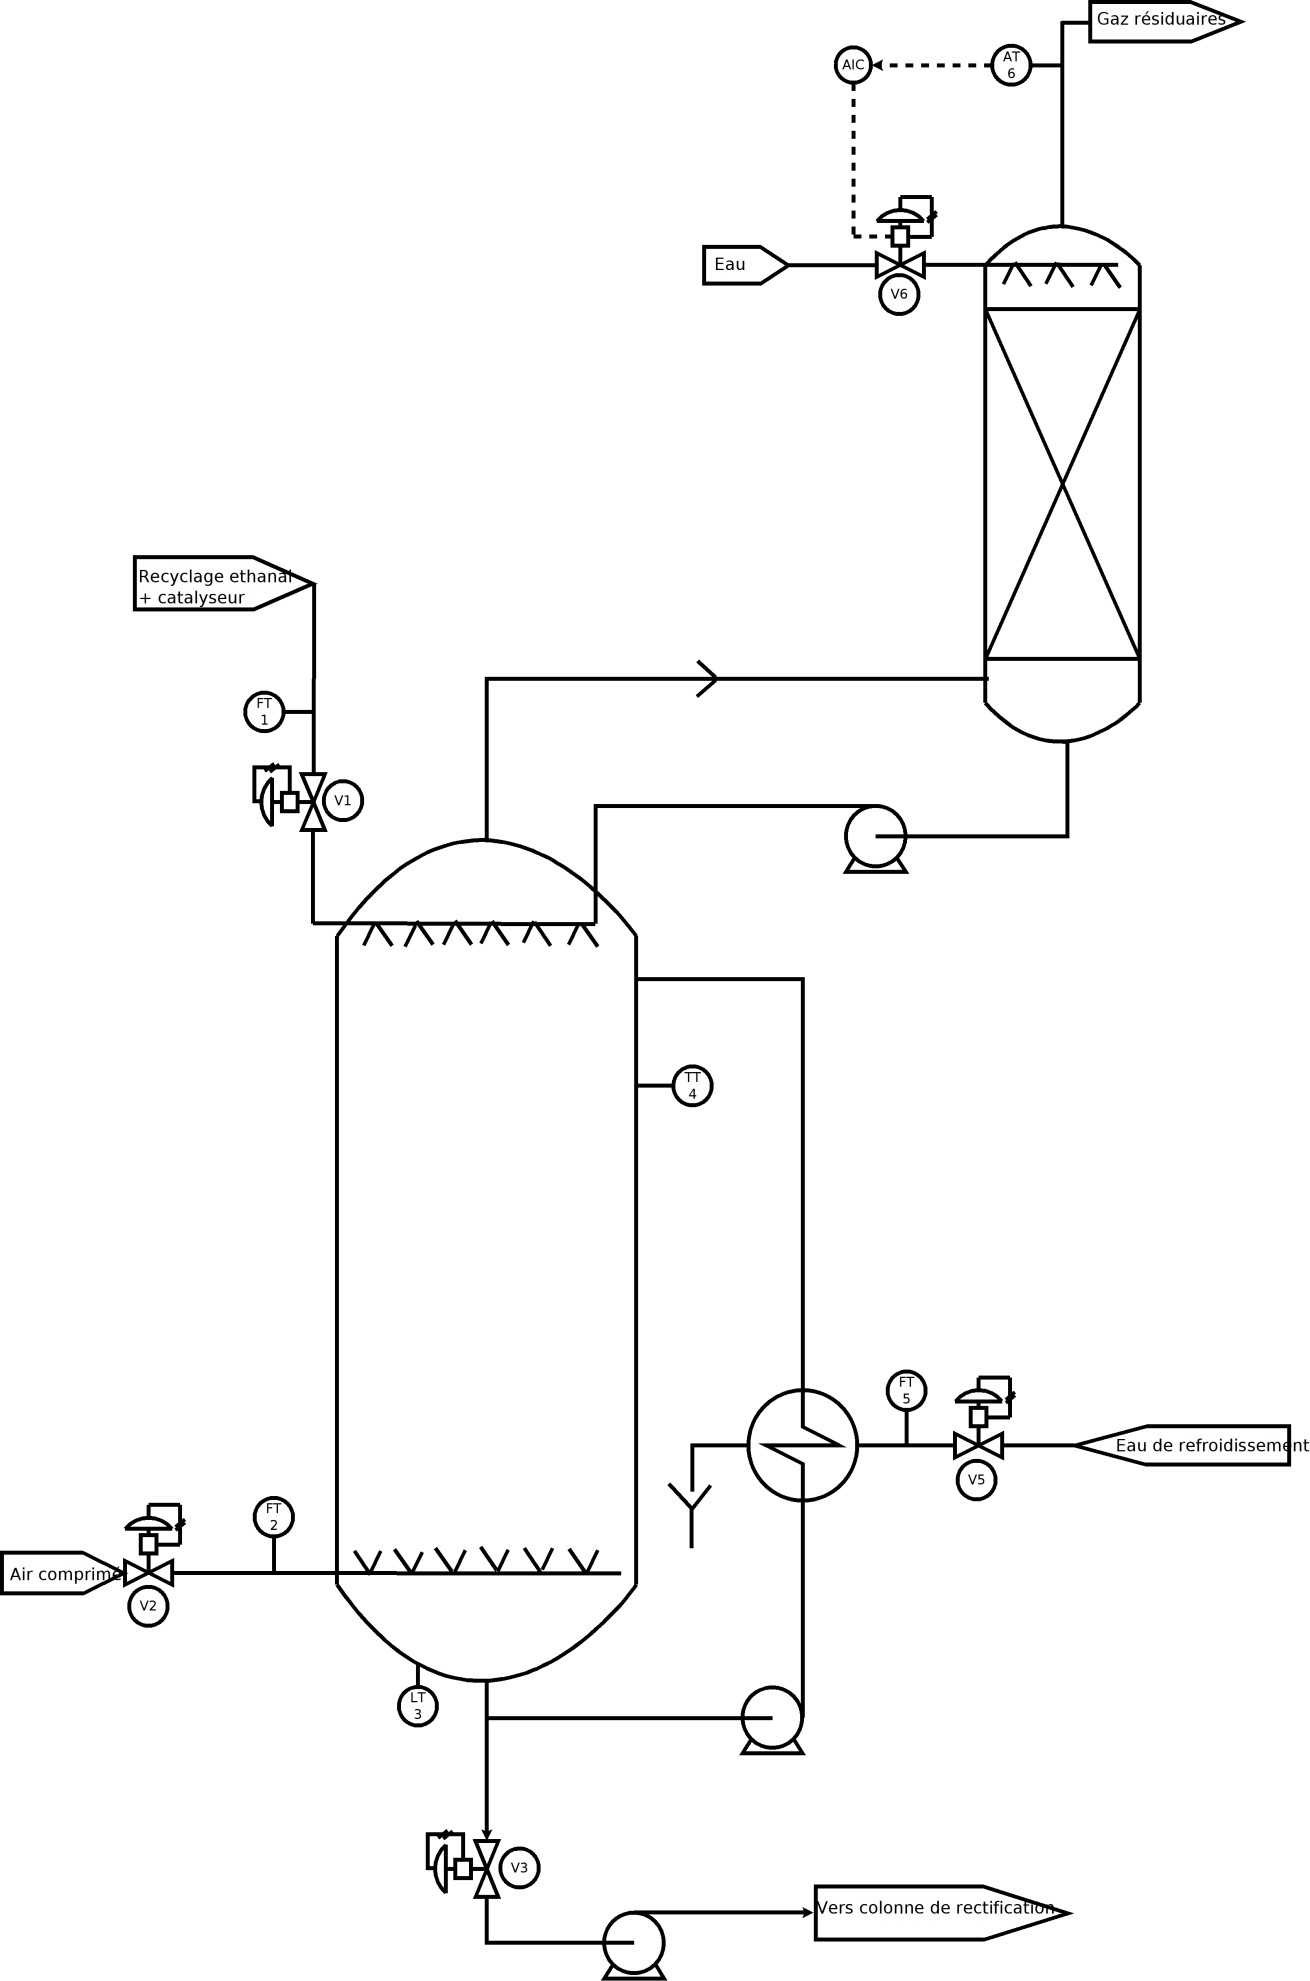 Gaz résiduaires
AIC
AT
6
Eau
V6
Recyclage ethanal
+ catalyseur
FT
1
V1
TT
4
FT
5
Eau de refroidissement
V5
FT
2
Air comprimé
V2
LT
3
V3
Vers colonne de rectification